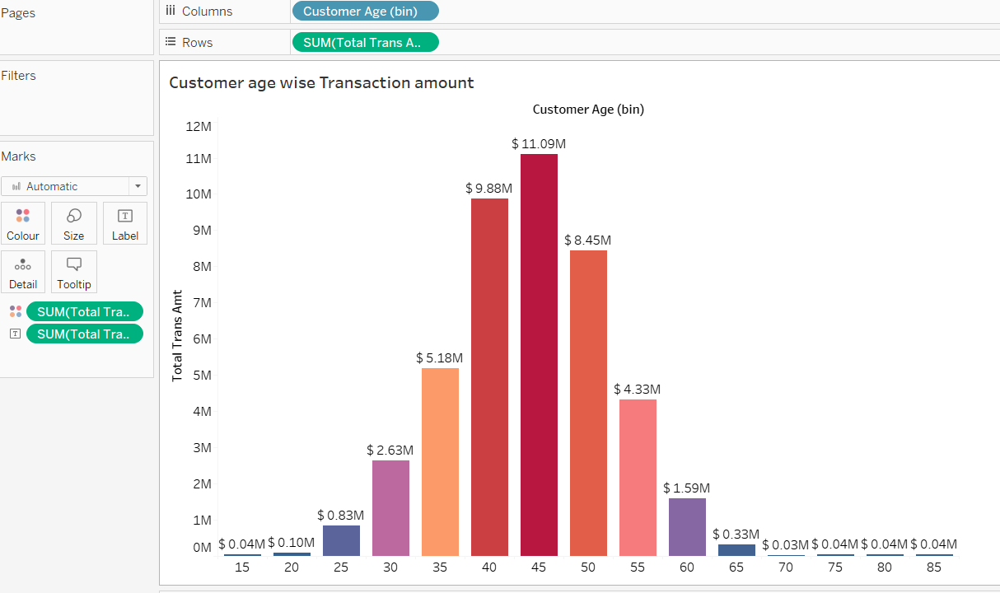 Pages
Columns
Customer Age (bin)
Rows
SUM(Total Trans A..
Filters
Marks
Automatic
Colour
Size
Label
Detail
Tooltip
SUM(Total Tra..
SUM(Total Tra..
Customer age wise Transaction amount
Customer Age (bin)
Total Trans Amt
12M
11M
10M
9M
8M
7M
6M
5M
4M
3M
2M
1M
0M
$ 0.04M
$ 0.10M
$ 0.83M
$ 2.63M
$ 5.18M
$ 9.88M
$ 11.09M
$ 8.45M
$ 4.33M
$ 1.59M
$ 0.33M
$ 0.03M
$ 0.04M
$ 0.04M
$ 0.04M
15 20 25 30 35 40 45 50 55 60 65 70 75 80 85